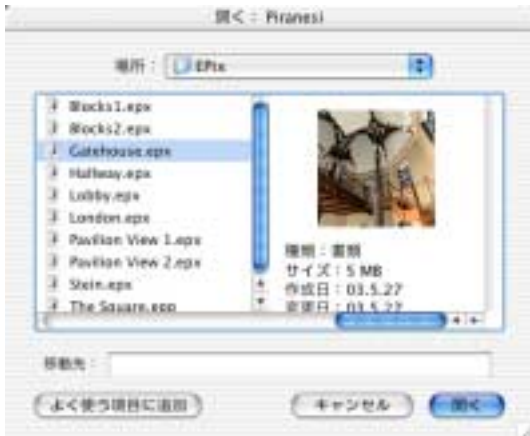 開く： Piranesi
場所： EPix
Blocks1.epx
Blocks2.epx
Gatehouse.epx
Hallway.epx
Lobby.epx
London.epx
Pavilion View 1.epx
Pavilion View 2.epx
Stein.epx
The Square.epp
種類：書類
サイズ：5 MB
作成日：03.5.27
変更日：03.5.27
移動先：
よく使う項目に追加
キャンセル
開く